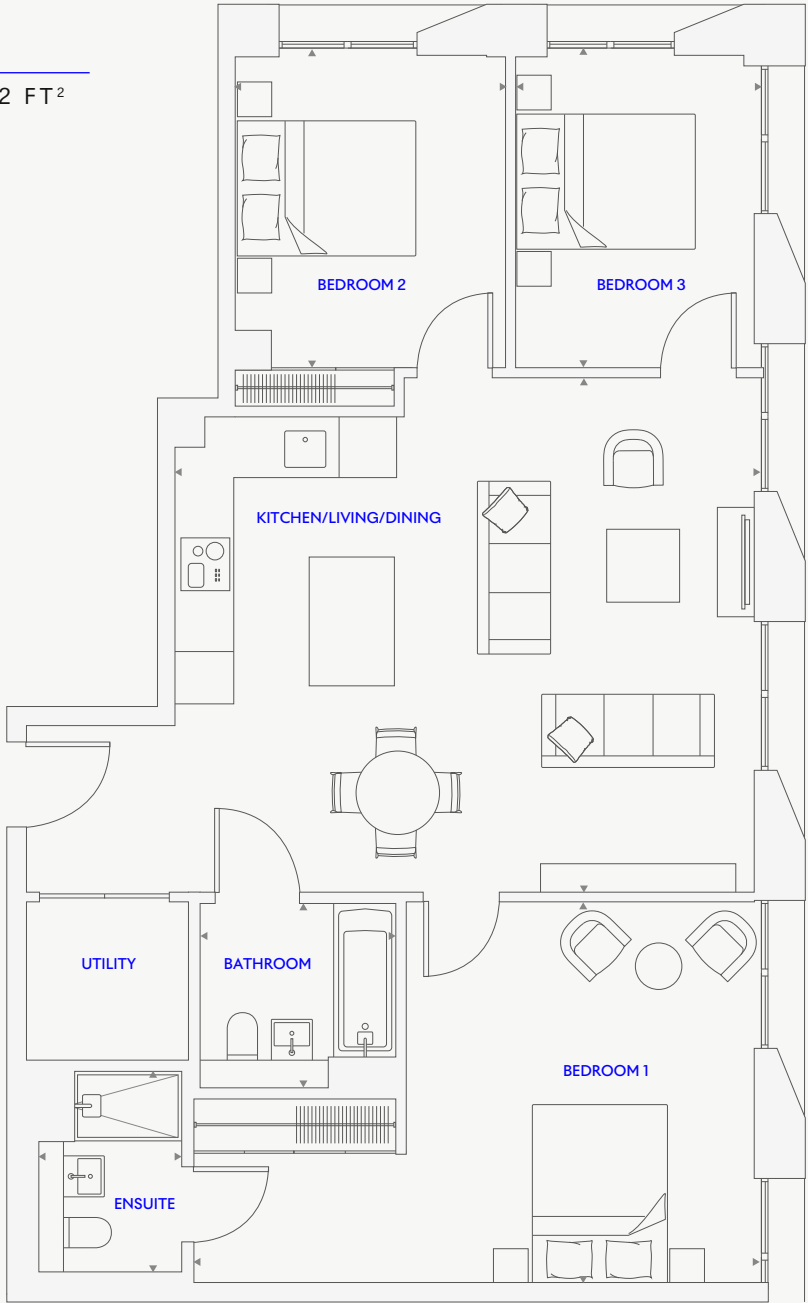 2 FT²
BEDROOM 2
BEDROOM 3
KITCHEN/LIVING/DINING
UTILITY
BATHROOM
BEDROOM 1
ENSUITE